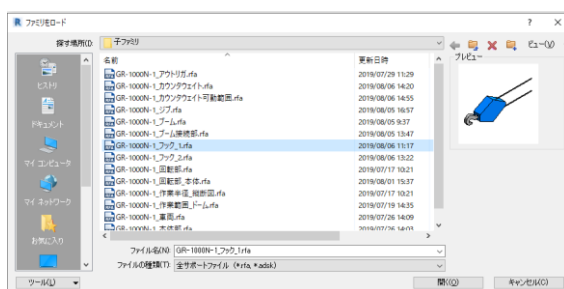 ファミリをロード
探す場所(I):
子ファミリ
ビュー(V)
名前
更新日時
プレビュー
GR-1000N-1_アウトリガ.rfa 2019/07/29 11:29
GR-1000N-1_カウンタウエイト.rfa 2019/08/06 14:20
GR-1000N-1_カウンタウエイト可動範囲.rfa 2019/08/06 14:55
GR-1000N-1_ジブ.rfa 2019/08/05 16:57
GR-1000N-1_ブーム.rfa 2019/08/05 9:37
GR-1000N-1_ブーム接続部.rfa 2019/08/05 13:47
GR-1000N-1_フック_1.rfa 2019/08/06 11:17
GR-1000N-1_フック_2.rfa 2019/08/06 13:22
GR-1000N-1_回転部.rfa 2019/07/17 10:21
GR-1000N-1_回転部_本体.rfa 2019/08/01 15:37
GR-1000N-1_作業半径_縦断図.rfa 2019/07/17 10:21
GR-1000N-1_作業範囲_ドーム.rfa 2019/07/19 14:35
GR-1000N-1_車両.rfa 2019/07/26 14:09
GR-1000N-1_本体部.rfa 2019/07/26 14:03
ヒストリ
ドキュメント
マイ コンピュータ
マイ ネットワーク
お気に入り
ファイル名(N): GR-1000N-1_フック_1.rfa
ファイルの種類(T): 全サポートファイル (*.rfa, *.adsk)
ツール(L)
開く(O)
キャンセル(C)